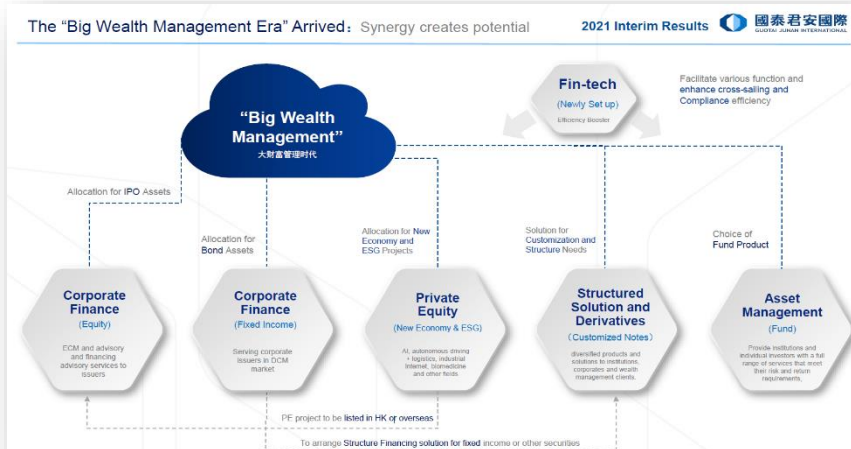 The “Big Wealth Management Era” Arrived： Synergy creates potential
2021 Interim Results
國泰君安國際
GUOTAI JUNAN INTERNATIONAL
“Big Wealth
Management”
大财富管理时代
Fin-tech
(Newly Set up)
Efficiency Booster
Facilitate various function and
enhance cross-sailing and
Compliance efficiency
Allocation for IPO Assets
Allocation for
Bond Assets
Allocation for New
Economy and
ESG Projects
Solution for
Customization and
Structure Needs
Choice of
Fund Product
Corporate
Finance
(Equity)
ECM and advisory
and financing
advisory services to
issuers
Corporate
Finance
(Fixed Income)
Serving corporate
issuers in DCM
market
Private
Equity
(New Economy & ESG)
AI, autonomous driving
+ logistics, industrial
Internet, biomedicine
and other fields
Structured
Solution and
Derivatives
(Customized Notes）
diversified products and
solutions to institutions,
corporates and wealth
management clients.
Asset
Management
(Fund)
Provide institutions and
individual investors with a full
range of services that meet
their risk and return
requirements.
PE project to be listed in HK or overseas
To arrange Structure Financing solution for fixed income or other securities